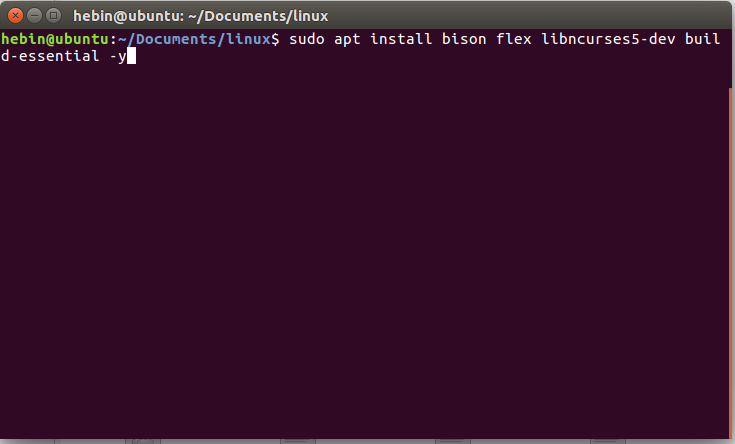 hebin@ubuntu: ~/Documents/linux
hebin@ubuntu:~/Documents/linux$ sudo apt install bison flex libncurses5-dev buil
d-essential -y